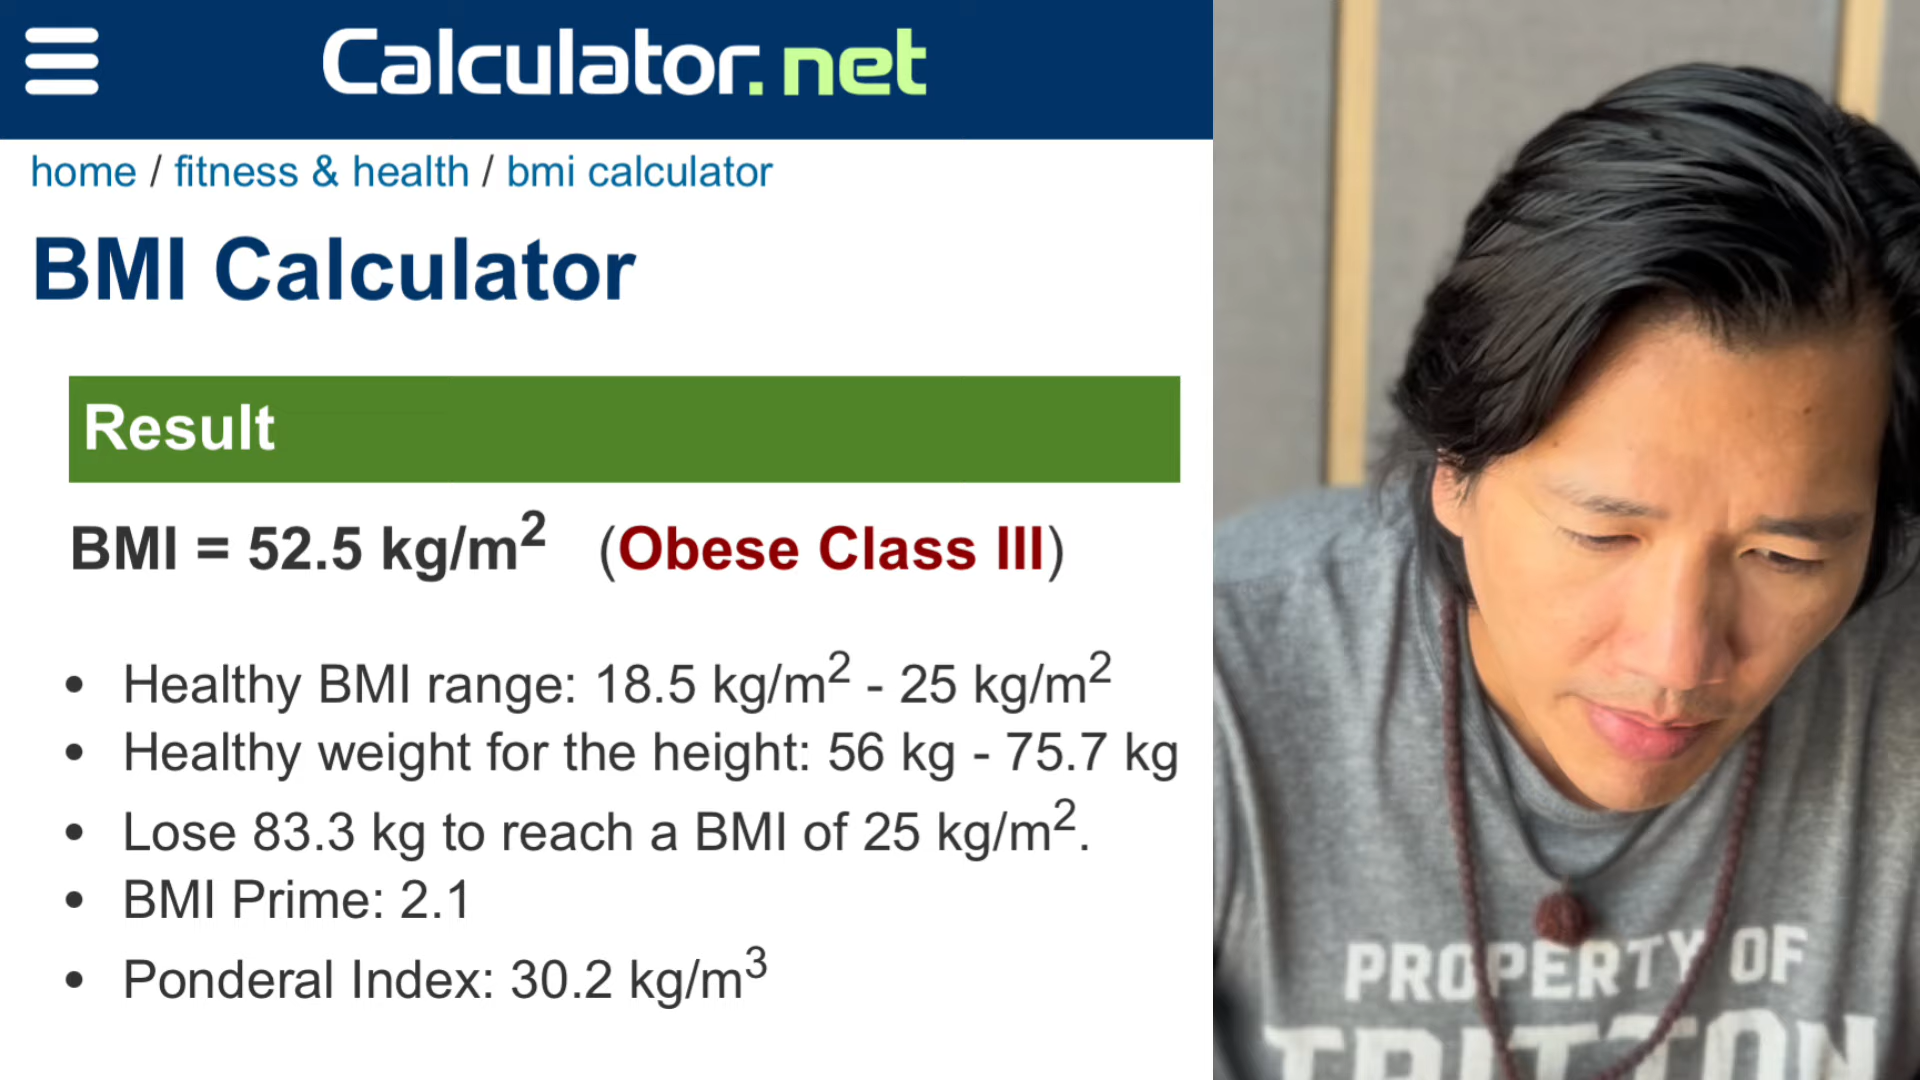 Calculator.net
home / fitness & health / bmi calculator
BMI Calculator
Result
BMI = 52.5 kg/m² (Obese Class III)
• Healthy BMI range: 18.5 kg/m² - 25 kg/m²
• Healthy weight for the height: 56 kg - 75.7 kg
• Lose 83.3 kg to reach a BMI of 25 kg/m².
• BMI Prime: 2.1
• Ponderal Index: 30.2 kg/m³
PROPERTY OF
TRITTON